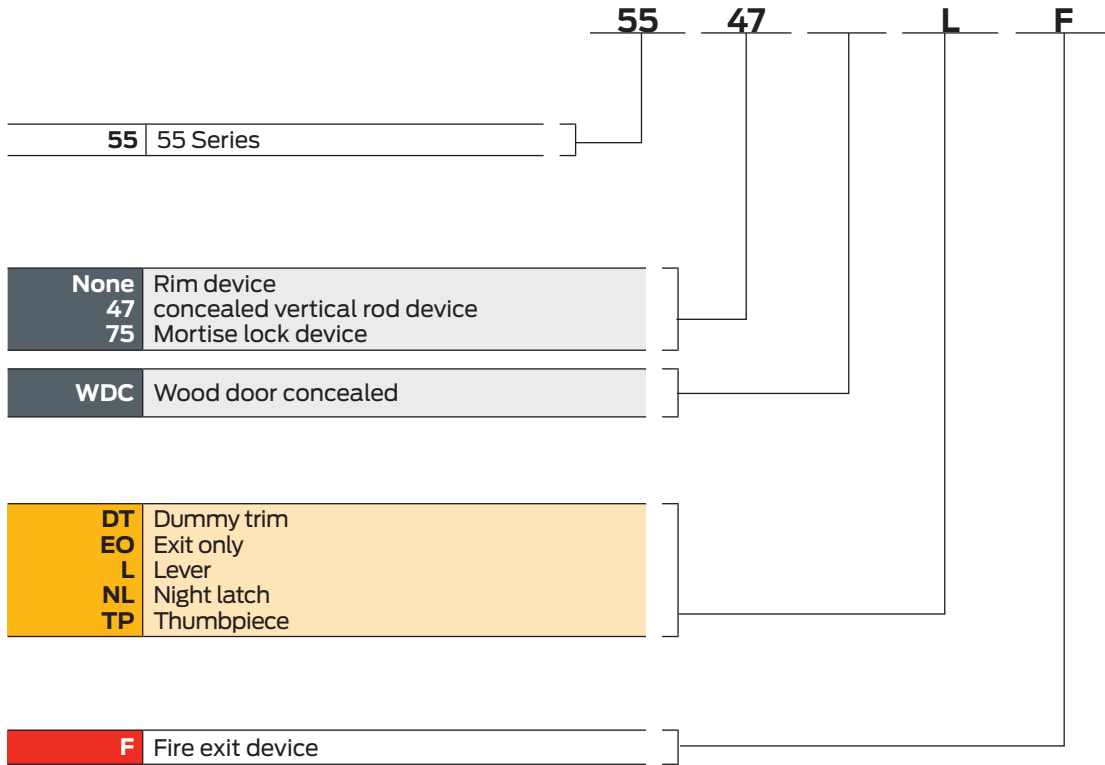 55 47 L F
55 55 Series
None Rim device
47 concealed vertical rod device
75 Mortise lock device
WDC Wood door concealed
DT Dummy trim
EO Exit only
L Lever
NL Night latch
TP Thumbpiece
F Fire exit device